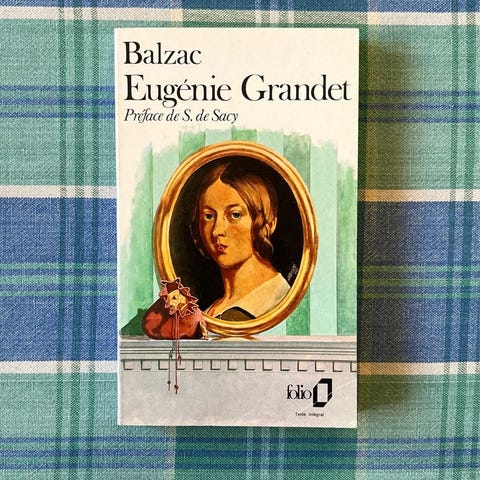 Balzac
Eugénie Grandet
Préface de S. de Sacy
folio
Texte intégral